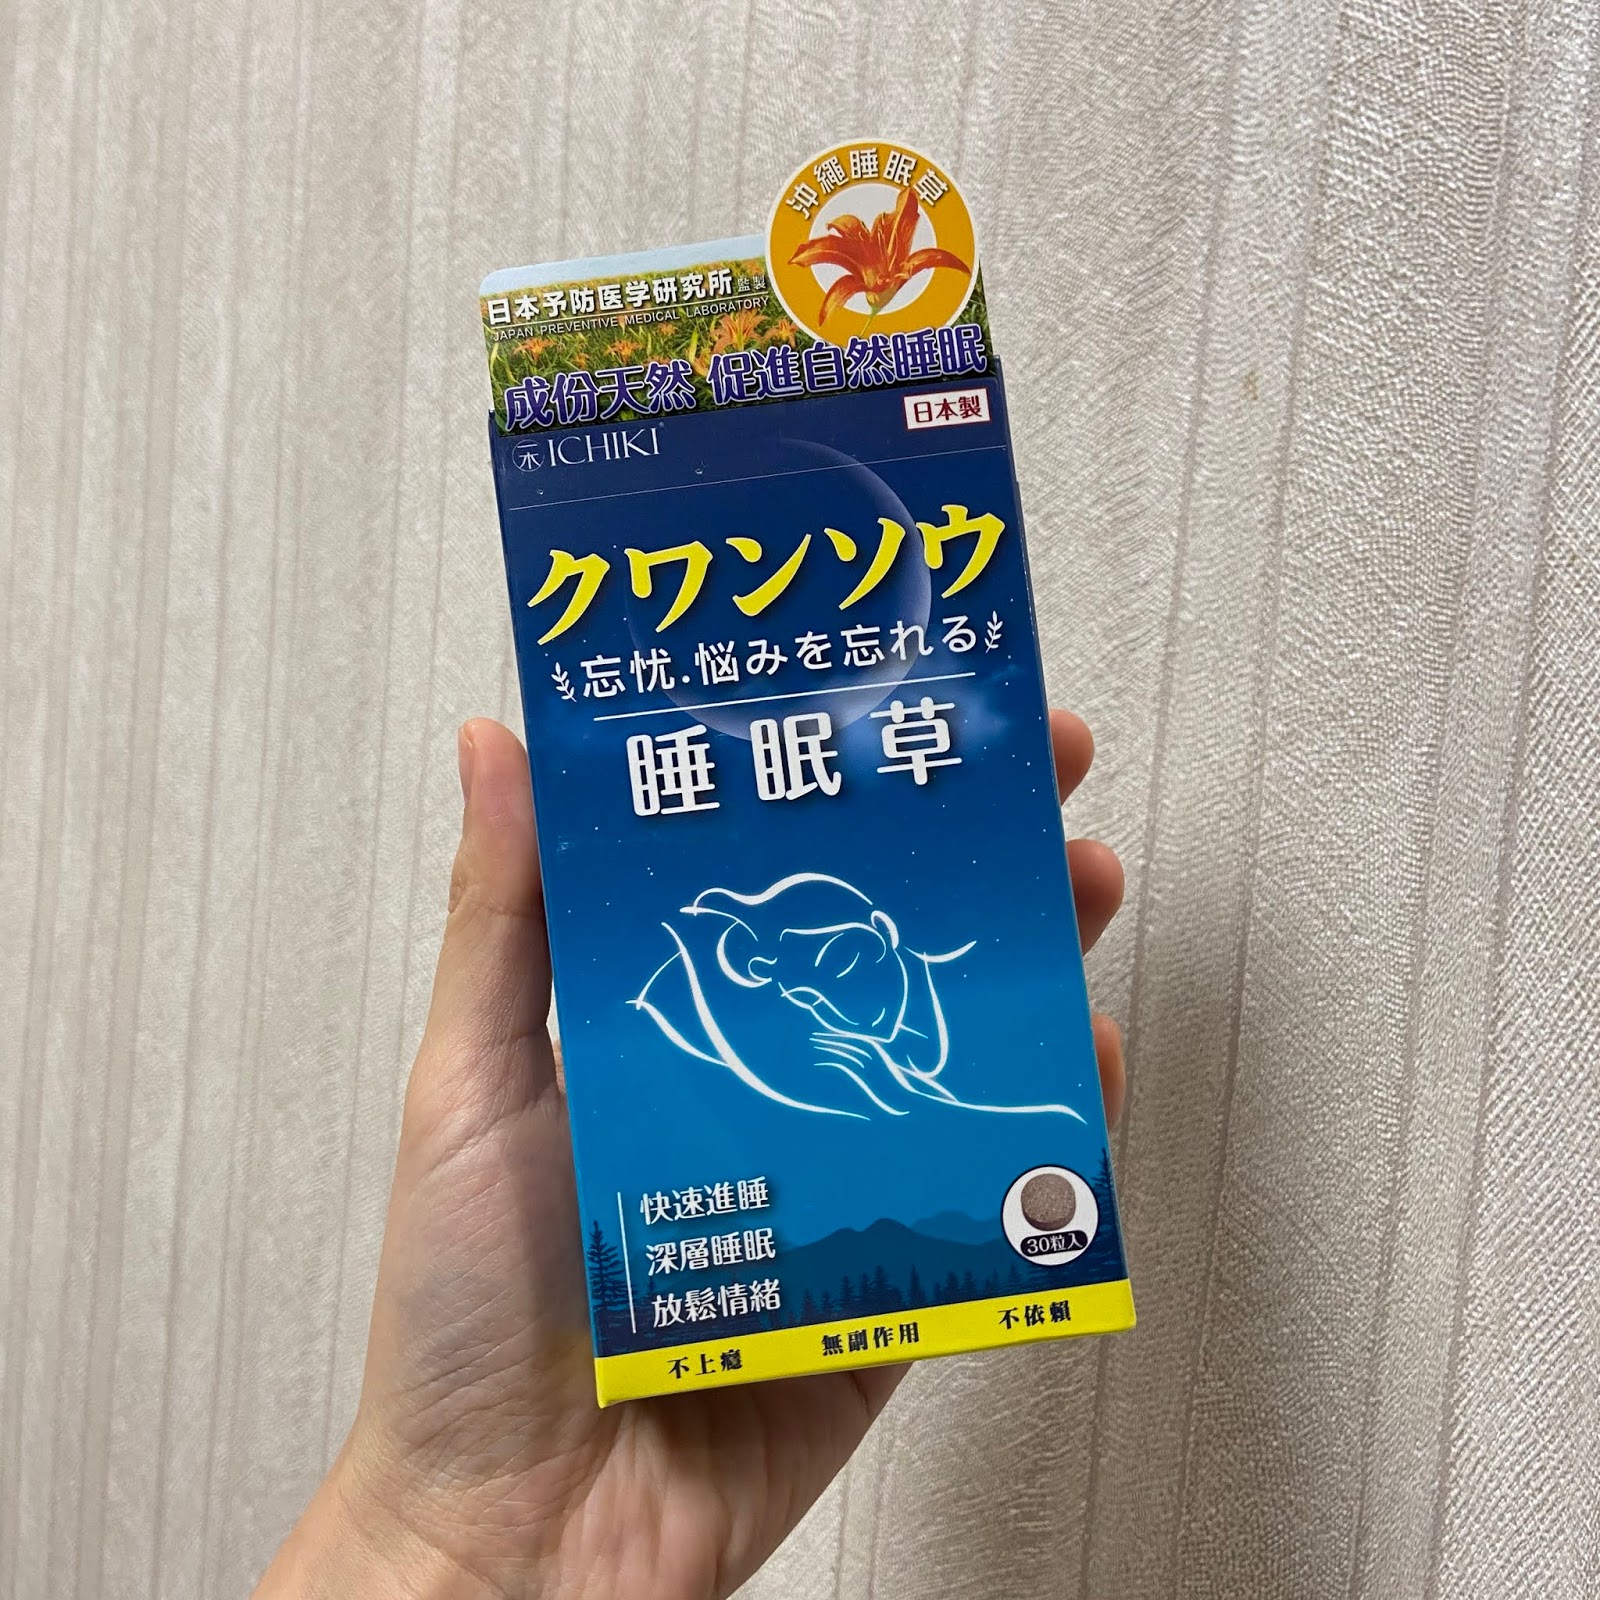 沖繩睡眠草
日本予防医学研究所 監製
JAPAN PREVENTIVE MEDICAL LABORATORY
成份天然 促進自然睡眠
日本製
一木 ICHIKI
クワンソウ
忘忧.悩みを忘れる
睡眠草
快速進睡
深層睡眠
放鬆情緒
30粒入
不上癮 無副作用 不依賴